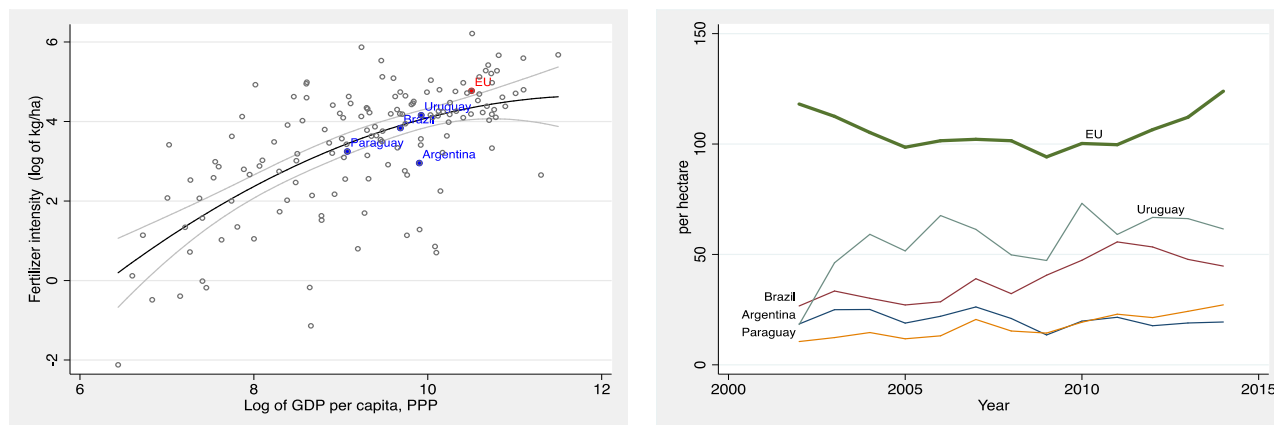 Fertilizer intensity (log of kg/ha)
6
4
2
0
-2
EU
Uruguay
Brazil
Paraguay
Argentina
6 8 10 12
Log of GDP per capita, PPP
per hectare
150
100
50
0
EU
Uruguay
Brazil
Argentina
Paraguay
2000 2005 2010 2015
Year